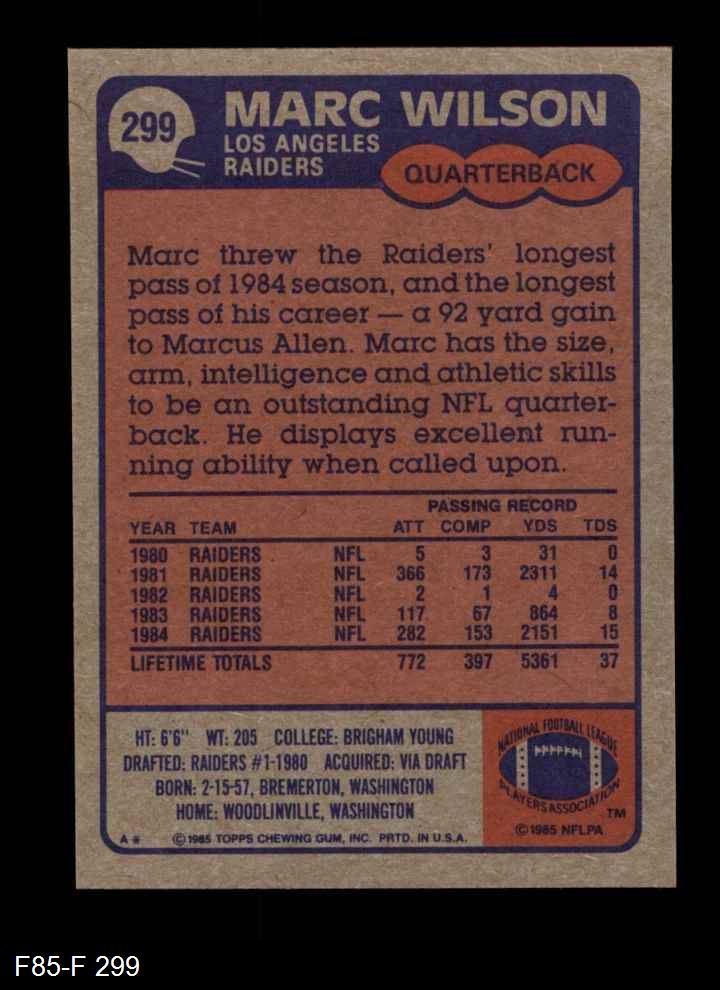 299
MARC WILSON
LOS ANGELES
RAIDERS
QUARTERBACK
Marc threw the Raiders' longest
pass of 1984 season, and the longest
pass of his career — a 92 yard gain
to Marcus Allen. Marc has the size,
arm, intelligence and athletic skills
to be an outstanding NFL quarter-
back. He displays excellent run-
ning ability when called upon.
PASSING RECORD
YEAR TEAM ATT COMP YDS TDS
1980 RAIDERS NFL 5 3 31 0
1981 RAIDERS NFL 366 173 2311 14
1982 RAIDERS NFL 2 1 4 0
1983 RAIDERS NFL 117 67 864 8
1984 RAIDERS NFL 282 153 2151 15
LIFETIME TOTALS 772 397 5361 37
HT: 6'6" WT: 205 COLLEGE: BRIGHAM YOUNG
DRAFTED: RAIDERS #1-1980 ACQUIRED: VIA DRAFT
BORN: 2-15-57, BREMERTON, WASHINGTON
HOME: WOODLINVILLE, WASHINGTON
A* ©1985 TOPPS CHEWING GUM, INC. PRTD. IN U.S.A.
NATIONAL FOOTBALL LEAGUE
PLAYERS ASSOCIATION
TM
©1985 NFLPA
F85-F 299